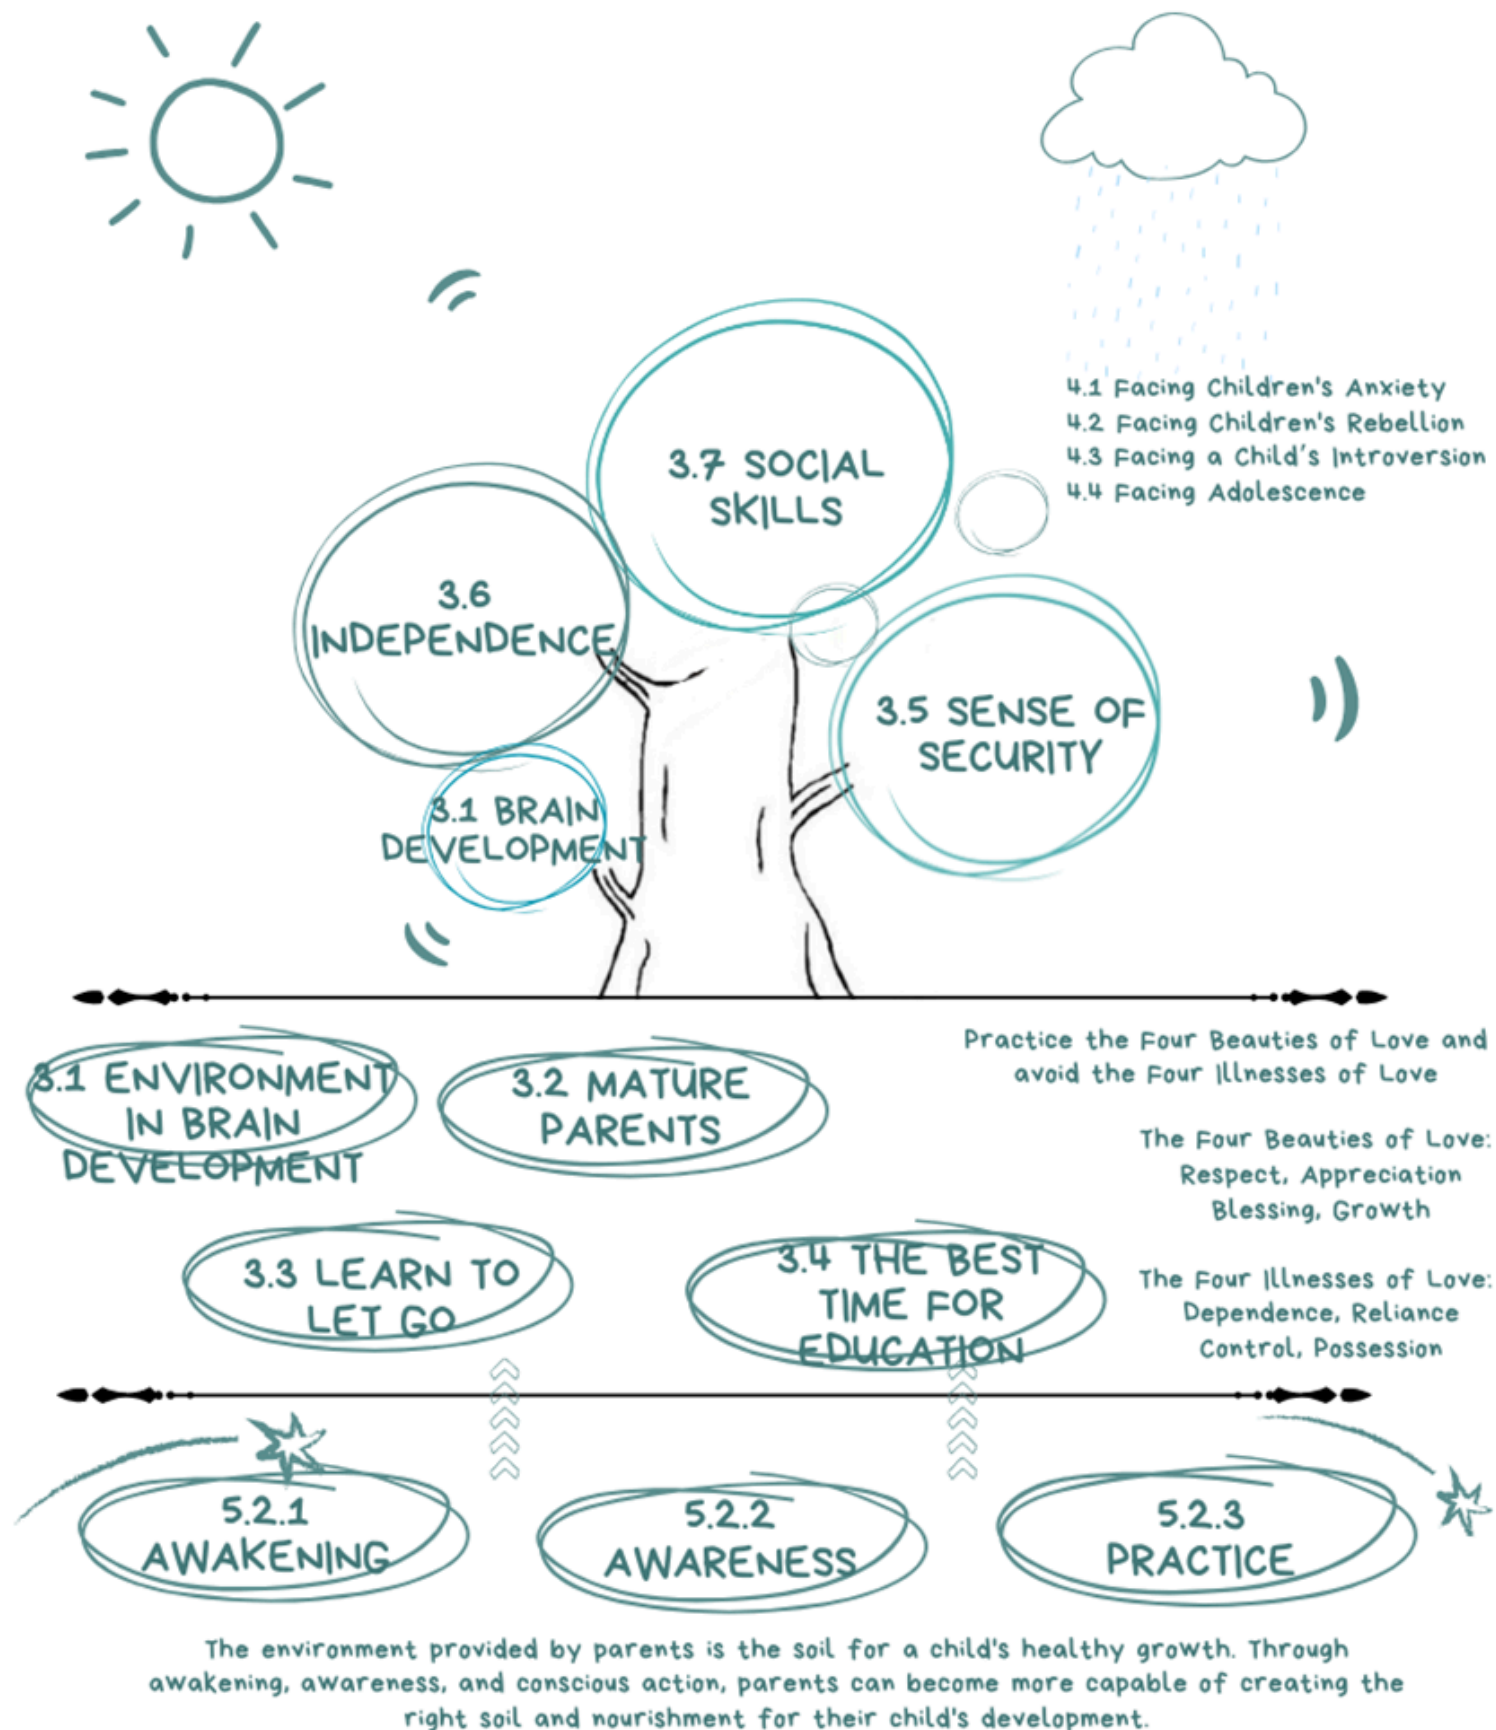 4.1 Facing Children's Anxiety
4.2 Facing Children's Rebellion
4.3 Facing a Child's Introversion
4.4 Facing Adolescence
3.7 SOCIAL
SKILLS
3.6
INDEPENDENCE
3.5 SENSE OF
SECURITY
3.1 BRAIN
DEVELOPMENT
3.1 ENVIRONMENT
IN BRAIN
DEVELOPMENT
3.2 MATURE
PARENTS
Practice the Four Beauties of Love and
avoid the Four Illnesses of Love
The Four Beauties of Love:
Respect, Appreciation
Blessing, Growth
3.3 LEARN TO
LET GO
3.4 THE BEST
TIME FOR
EDUCATION
The Four Illnesses of Love:
Dependence, Reliance
Control, Possession
5.2.1
AWAKENING
5.2.2
AWARENESS
5.2.3
PRACTICE
The environment provided by parents is the soil for a child's healthy growth. Through
awakening, awareness, and conscious action, parents can become more capable of creating the
right soil and nourishment for their child's development.